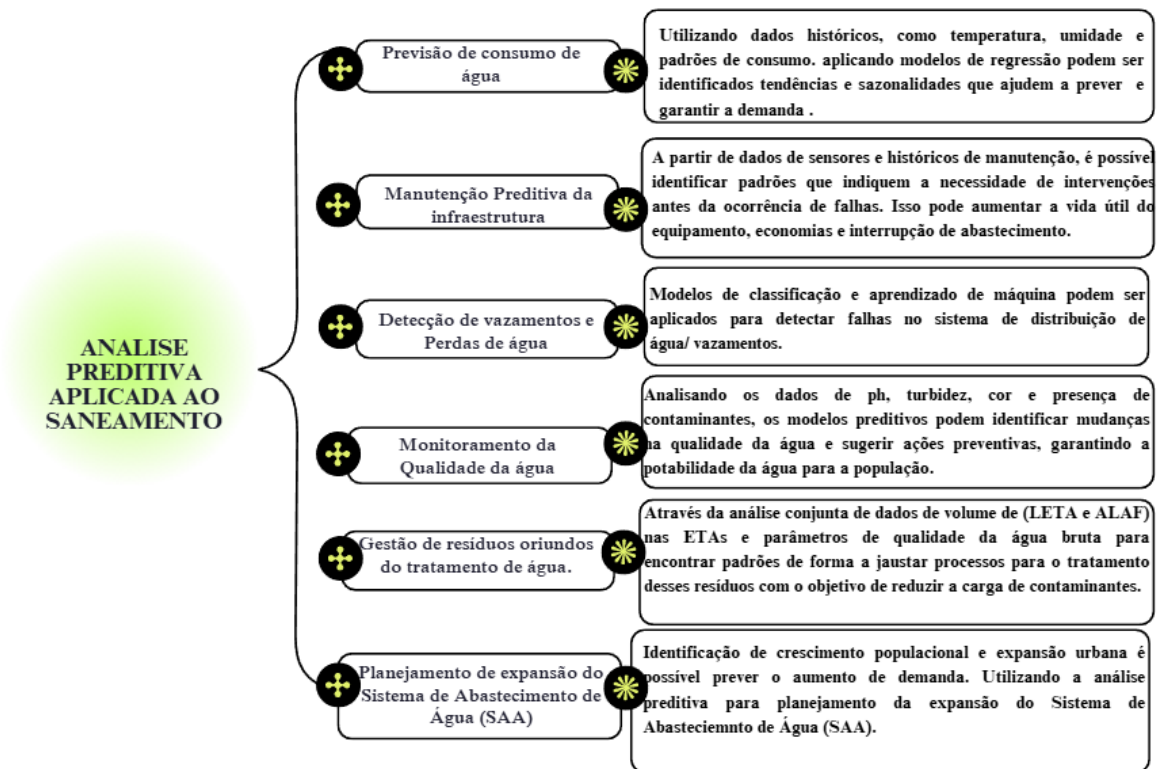 ANALISE
PREDITIVA
APLICADA AO
SANEAMENTO
Previsão de consumo de
água
Utilizando dados históricos, como temperatura, umidade e
padrões de consumo. aplicando modelos de regressão podem ser
identificados tendências e sazonalidades que ajudem a prever e
garantir a demanda .
Manutenção Preditiva da
infraestrutura
A partir de dados de sensores e históricos de manutenção, é possível
identificar padrões que indiquem a necessidade de intervenções
antes da ocorrência de falhas. Isso pode aumentar a vida útil do
equipamento, economias e interrupção de abastecimento.
Detecção de vazamentos e
Perdas de água
Modelos de classificação e aprendizado de máquina podem ser
aplicados para detectar falhas no sistema de distribuição de
água/ vazamentos.
Monitoramento da
Qualidade da água
Analisando os dados de ph, turbidez, cor e presença de
contaminantes, os modelos preditivos podem identificar mudanças
na qualidade da água e sugerir ações preventivas, garantindo a
potabilidade da água para a população.
Gestão de resíduos oriundos
do tratamento de água.
Através da análise conjunta de dados de volume de (LETA e ALAF)
nas ETAs e parâmetros de qualidade da água bruta para
encontrar padrões de forma a jaustar processos para o tratamento
desses resíduos com o objetivo de reduzir a carga de contaminantes.
Planejamento de expansão do
Sistema de Abastecimento de
Água (SAA)
Identificação de crescimento populacional e expansão urbana é
possível prever o aumento de demanda. Utilizando a análise
preditiva para planejamento da expansão do Sistema de
Abasteciemnto de Água (SAA).